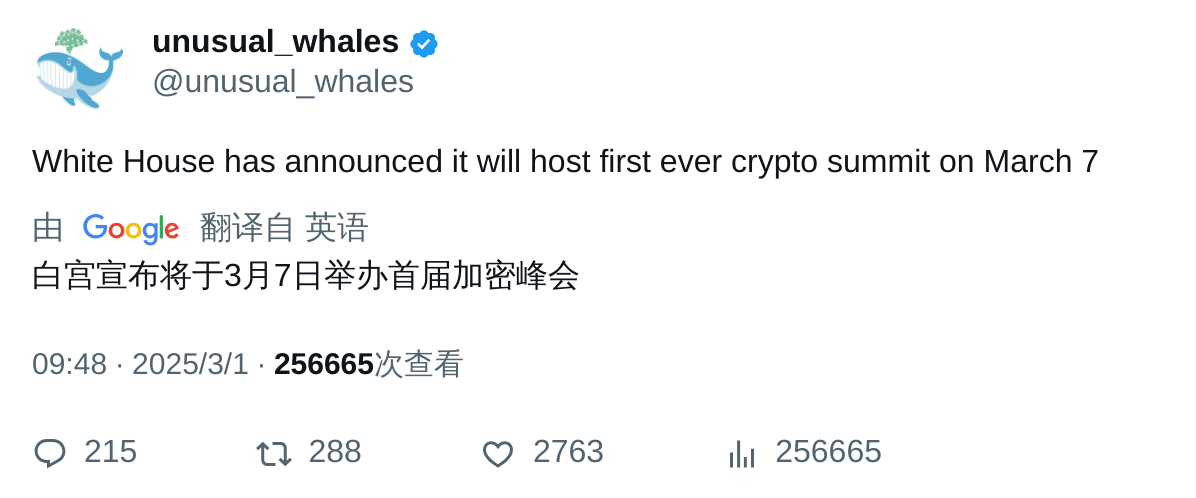 unusual_whales
@unusual_whales
White House has announced it will host first ever crypto summit on March 7
由 Google 翻译自 英语
白宫宣布将于3月7日举办首届加密峰会
09:48 · 2025/3/1 · 256665次查看
215 288 2763 256665